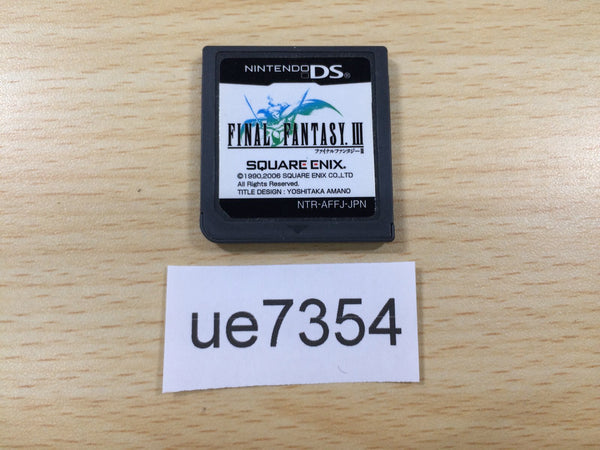 NINTENDO DS®
FINAL FANTASY. III
ファイナルファンタジーIII
SQUARE ENIX.
©1990,2006 SQUARE ENIX CO.,LTD
All Rights Reserved.
TITLE DESIGN : YOSHITAKA AMANO
NTR-AFFJ-JPN
ue7354